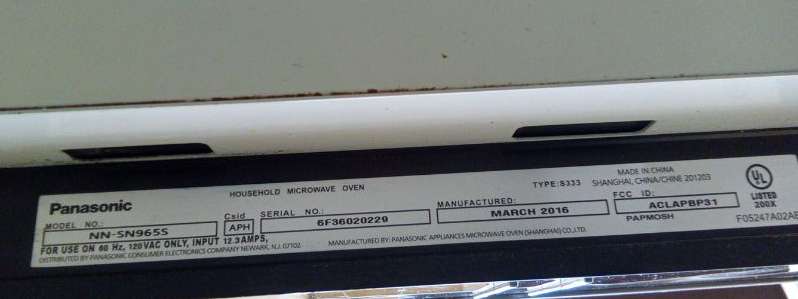 HOUSEHOLD MICROWAVE OVEN
TYPE:S333
MADE IN CHINA
SHANGHAI, CHINA/CHINE 201203
Panasonic
MODEL NO.:
NN-SN965S
Csid
APH
SERIAL NO.:
6F36020229
MANUFACTURED:
MARCH 2016
FCC ID:
ACLAPBP31
PAPMOSH
UL
LISTED
200X
FOR USE ON 60 Hz, 120VAC ONLY, INPUT 12.3AMPS,
DISTRIBUTED BY: PANASONIC CONSUMER ELECTRONICS COMPANY NEWARK, N.J. 07102
MANUFACTURED BY: PANASONIC APPLIANCES MICROWAVE OVEN (SHANGHAI) CO.,LTD.